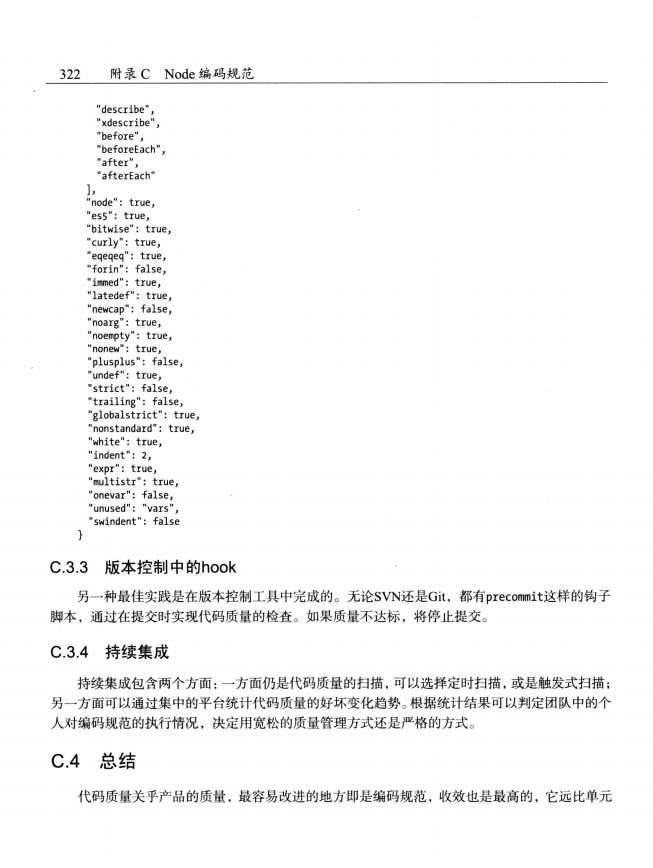 322 附录 C Node 编码规范
"describe",
"xdescribe",
"before",
"beforeEach",
"after",
"afterEach"
],
"node": true,
"es5": true,
"bitwise": true,
"curly": true,
"eqeqeq": true,
"forin": false,
"immed": true,
"latedef": true,
"newcap": false,
"noarg": true,
"noempty": true,
"nonew": true,
"plusplus": false,
"undef": true,
"strict": false,
"trailing": false,
"globalstrict": true,
"nonstandard": true,
"white": true,
"indent": 2,
"expr": true,
"multistr": true,
"onevar": false,
"unused": "vars",
"swindent": false
}
C.3.3 版本控制中的hook
另一种最佳实践是在版本控制工具中完成的。无论SVN还是Git，都有precommit这样的钩子
脚本，通过在提交时实现代码质量的检查。如果质量不达标，将停止提交。
C.3.4 持续集成
持续集成包含两个方面：一方面仍是代码质量的扫描，可以选择定时扫描，或是触发式扫描；
另一方面可以通过集中的平台统计代码质量的好坏变化趋势。根据统计结果可以判定团队中的个
人对编码规范的执行情况，决定用宽松的质量管理方式还是严格的方式。
C.4 总结
代码质量关乎产品的质量，最容易改进的地方即是编码规范，收效也是最高的，它远比单元